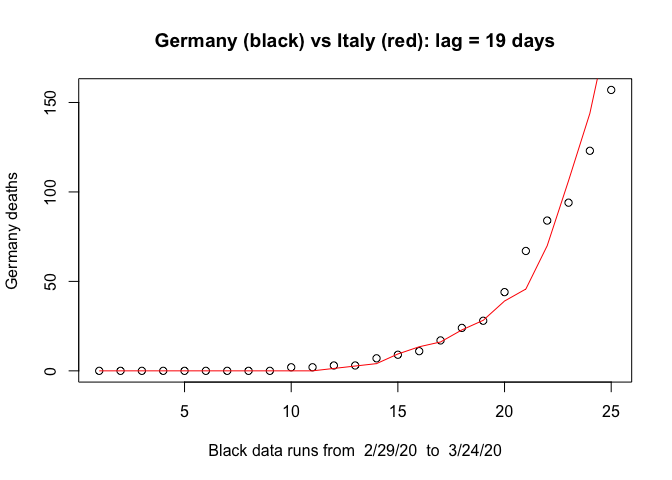 Germany (black) vs Italy (red): lag = 19 days
150
100
50
0
Germany deaths
5 10 15 20 25
Black data runs from 2/29/20 to 3/24/20